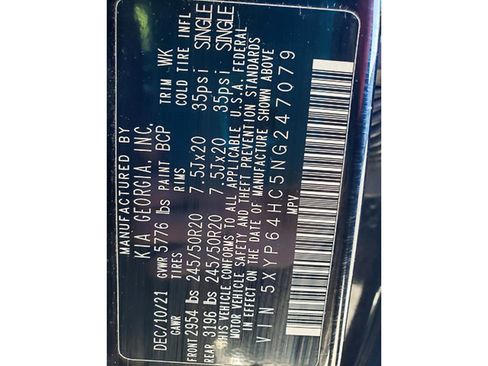 MANUFACTURED BY
KIA GEORGIA INC.
DEC/10/21 GVWR 5776 lbs PAINT BCP TRIM WK
GAWR TIRES RIMS COLD TIRE INFL
FRONT 2954 lbs 245/50R20 7.5Jx20 35psi SINGLE
REAR 3196 lbs 245/50R20 7.5Jx20 35psi SINGLE
THIS VEHICLE CONFORMS TO ALL APPLICABLE U.S.A. FEDERAL
MOTOR VEHICLE SAFETY AND THEFT PREVENTION STANDARDS
IN EFFECT ON THE DATE OF MANUFACTURE SHOWN ABOVE
VIN 5XYP64HC5NG247079
MPV